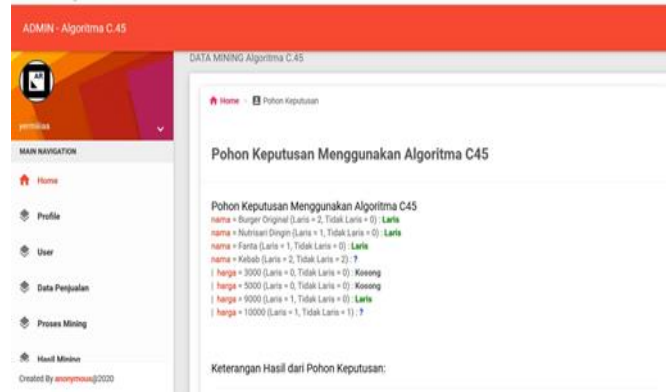 ADMIN - Algoritma C.45
DATA MINING Algoritma C.45
AR
yermias
MAIN NAVIGATION
Home
Profile
User
Data Penjualan
Proses Mining
Hasil Mining
Created By anonymous@2020
Home - Pohon Keputusan
Pohon Keputusan Menggunakan Algoritma C45
Pohon Keputusan Menggunakan Algoritma C45
nama = Burger Original (Laris = 2, Tidak Laris = 0) : Laris
nama = Nutrisari Dingin (Laris = 1, Tidak Laris = 0) : Laris
nama = Fanta (Laris = 1, Tidak Laris = 0) : Laris
nama = Kebab (Laris = 2, Tidak Laris = 2) : ?
| harga = 3000 (Laris = 0, Tidak Laris = 0) : Kosong
| harga = 5000 (Laris = 0, Tidak Laris = 0) : Kosong
| harga = 9000 (Laris = 1, Tidak Laris = 0) : Laris
| harga = 10000 (Laris = 1, Tidak Laris = 1) : ?
Keterangan Hasil dari Pohon Keputusan: